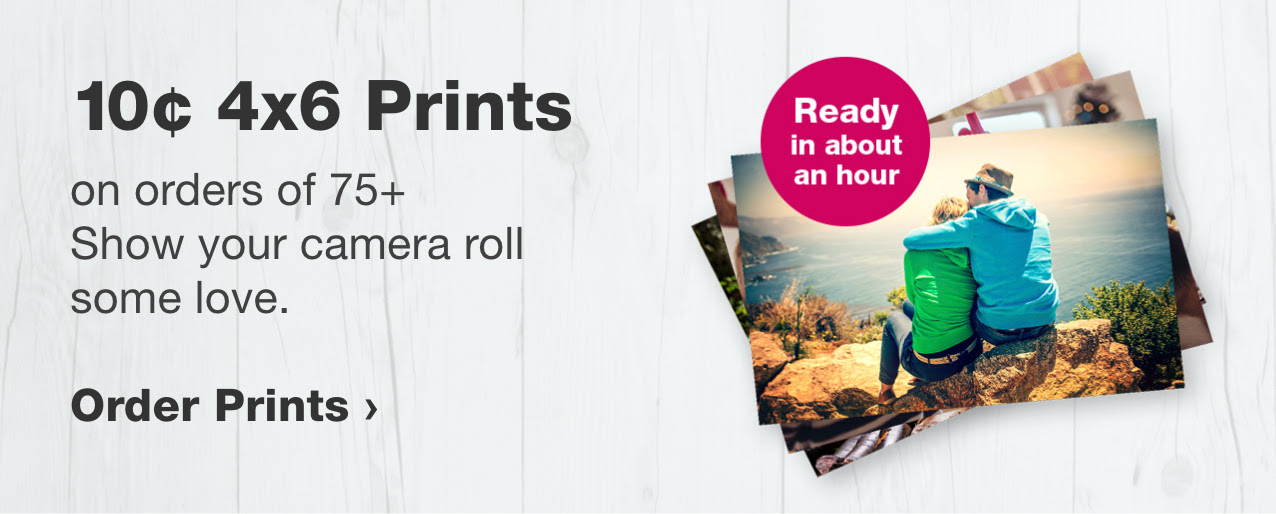 10¢ 4x6 Prints
on orders of 75+
Show your camera roll
some love.
Order Prints ›
Ready
in about
an hour